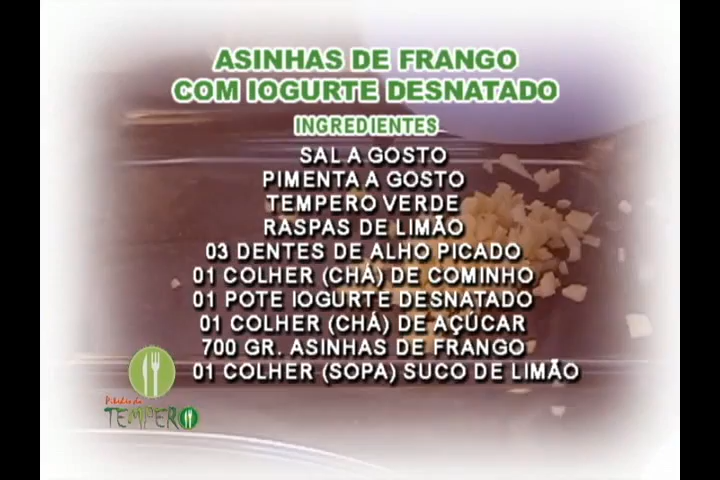 ASINHAS DE FRANGO
COM IOGURTE DESNATADO
INGREDIENTES
SAL A GOSTO
PIMENTA A GOSTO
TEMPERO VERDE
RASPAS DE LIMÃO
03 DENTES DE ALHO PICADO
01 COLHER (CHÁ) DE COMINHO
01 POTE IOGURTE DESNATADO
01 COLHER (CHÁ) DE AÇÚCAR
700 GR. ASINHAS DE FRANGO
01 COLHER (SOPA) SUCO DE LIMÃO
TEMPERO